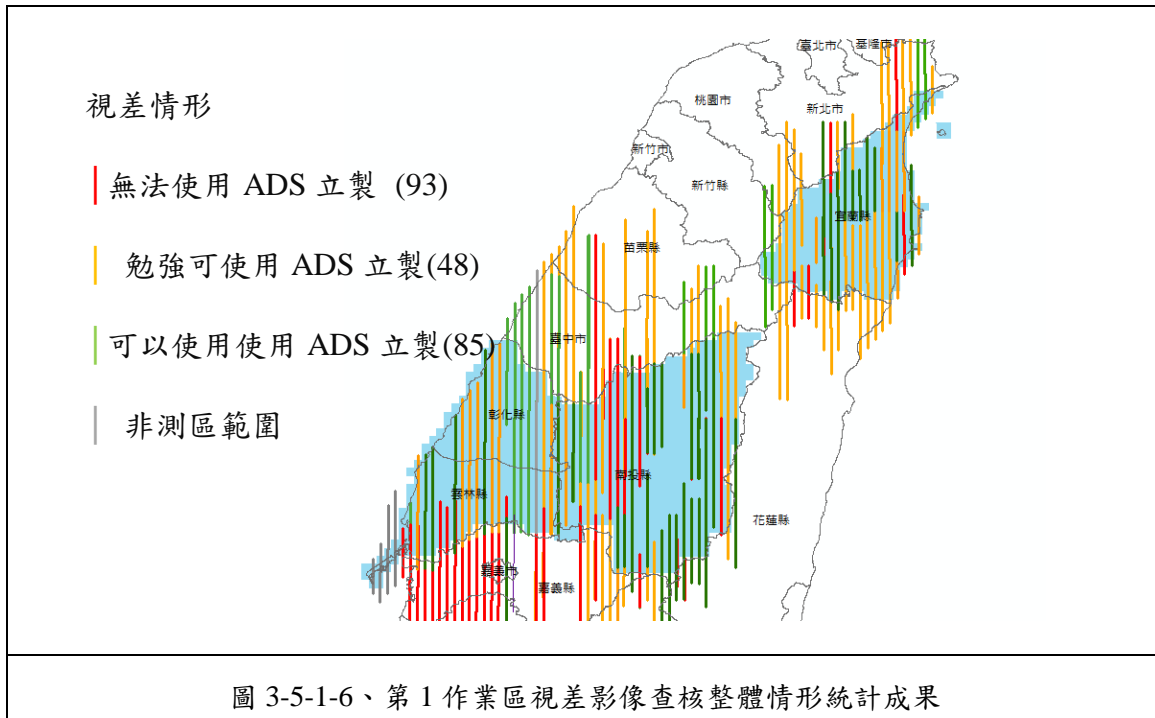 視差情形
無法使用 ADS 立製 (93)
勉強可使用 ADS 立製(48)
可以使用使用 ADS 立製(85)
非測區範圍
臺北市
基隆市
桃園市
新北市
新竹市
新竹縣
宜蘭縣
苗栗縣
臺中市
彰化縣
南投縣
雲林縣
花蓮縣
嘉義市
嘉義縣
圖 3-5-1-6、第 1 作業區視差影像查核整體情形統計成果